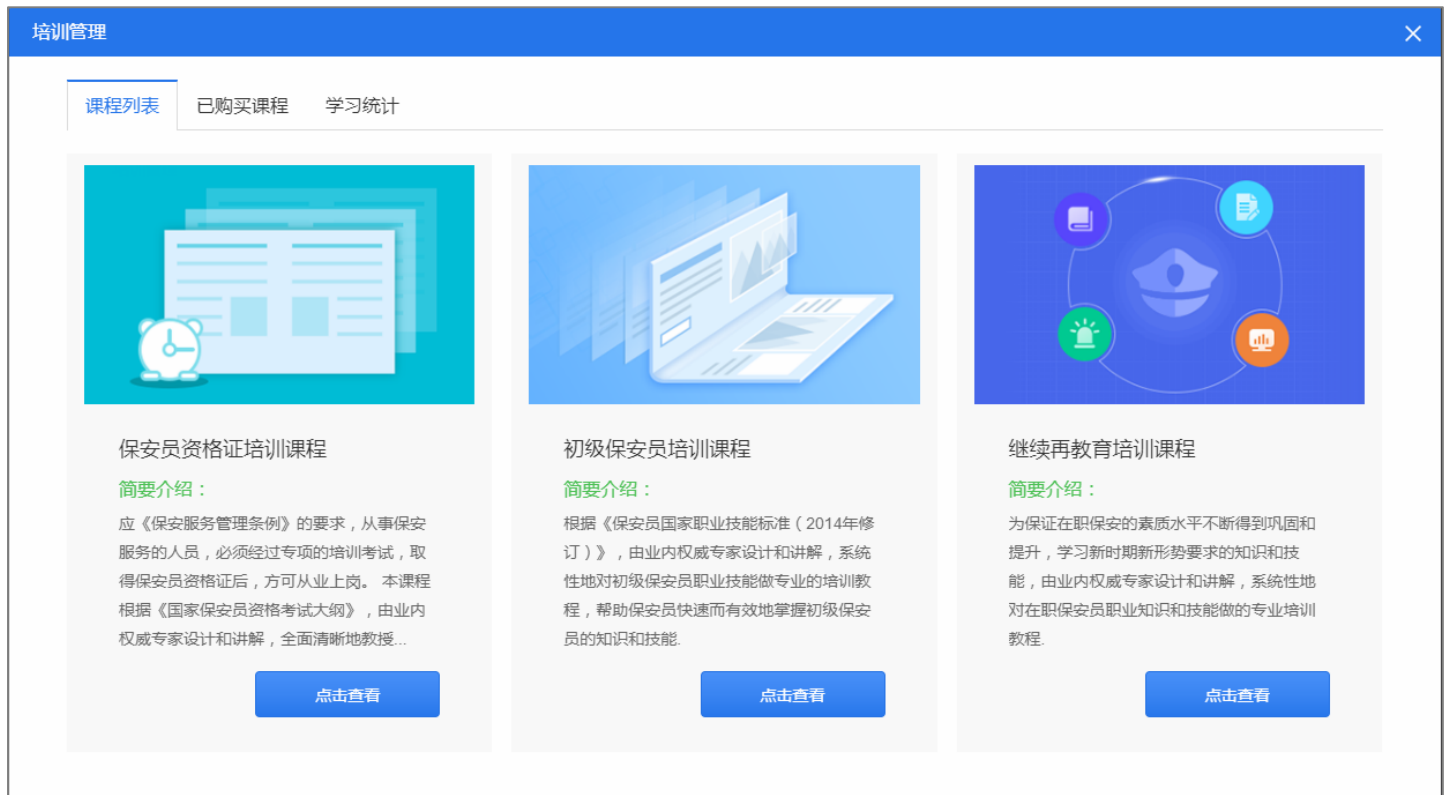 培训管理
课程列表 已购买课程 学习统计
保安员资格证培训课程
简要介绍：
应《保安服务管理条例》的要求，从事保安
服务的人员，必须经过专项的培训考试，取
得保安员资格证后，方可从业上岗。 本课程
根据《国家保安员资格考试大纲》，由业内
权威专家设计和讲解，全面清晰地教授...
点击查看
初级保安员培训课程
简要介绍：
根据《保安员国家职业技能标准（2014年修
订）》，由业内权威专家设计和讲解，系统
性地对初级保安员职业技能做专业的培训教
程，帮助保安员快速而有效地掌握初级保安
员的知识和技能.
点击查看
继续再教育培训课程
简要介绍：
为保证在职保安的素质水平不断得到巩固和
提升，学习新时期新形势要求的知识和技
能，由业内权威专家设计和讲解，系统性地
对在职保安员职业知识和技能做的专业培训
教程.
点击查看